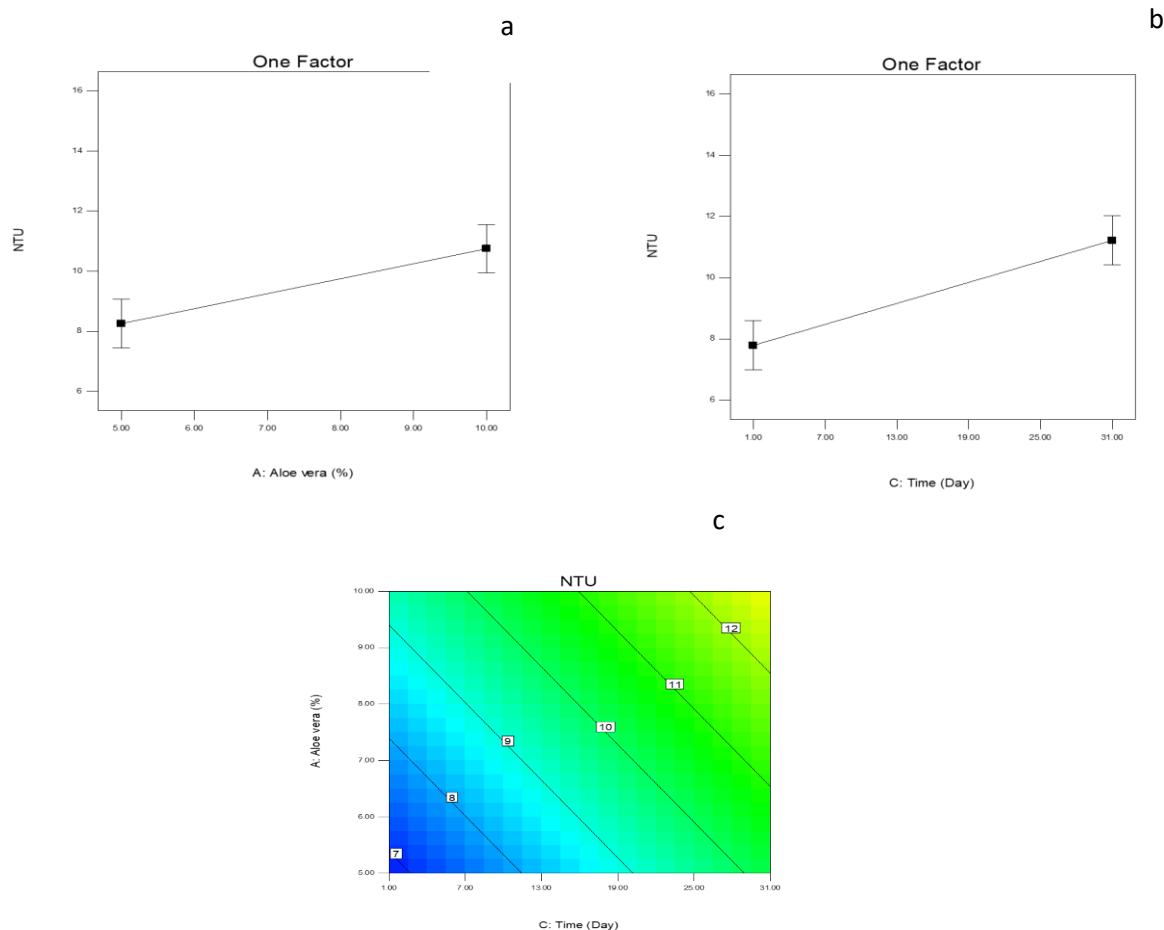 a
One Factor
16
14
12
10
8
6
NTU
5.00 6.00 7.00 8.00 9.00 10.00
A: Aloe vera (%)
b
One Factor
16
14
12
10
8
6
NTU
1.00 7.00 13.00 19.00 25.00 31.00
C: Time (Day)
c
NTU
10.00
9.00
8.00
7.00
6.00
5.00
A: Aloe vera (%)
12
11
10
9
8
7
1.00 7.00 13.00 19.00 25.00 31.00
C: Time (Day)